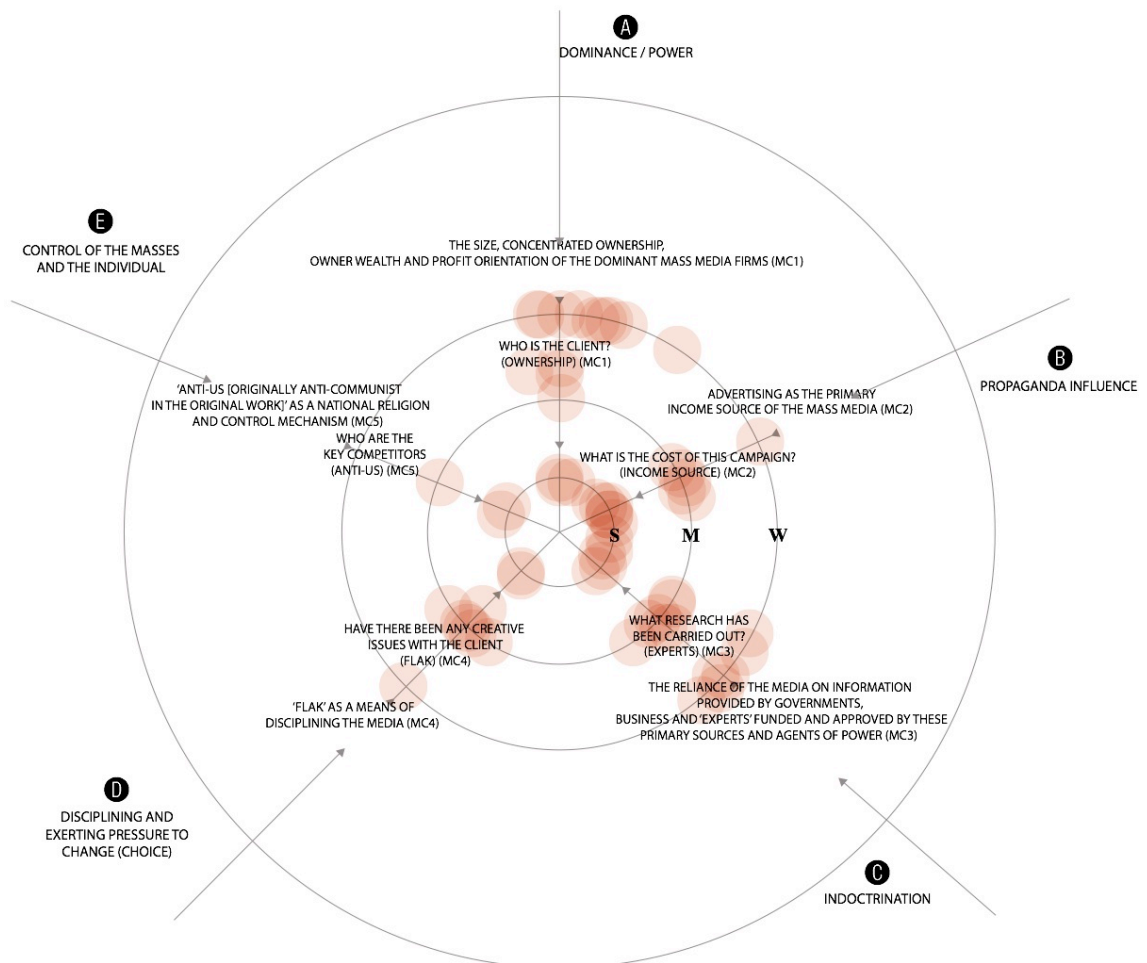 A
DOMINANCE / POWER
E
CONTROL OF THE MASSES
AND THE INDIVIDUAL
THE SIZE, CONCENTRATED OWNERSHIP,
OWNER WEALTH AND PROFIT ORIENTATION OF THE DOMINANT MASS MEDIA FIRMS (MC1)
WHO IS THE CLIENT?
(OWNERSHIP) (MC1)
B
PROPAGANDA INFLUENCE
'ANTI-US [ORIGINALLY ANTI-COMMUNIST
IN THE ORIGINAL WORK]' AS A NATIONAL RELIGION
AND CONTROL MECHANISM (MC5)
ADVERTISING AS THE PRIMARY
INCOME SOURCE OF THE MASS MEDIA (MC2)
WHO ARE THE
KEY COMPETITORS
(ANTI-US) (MC5)
WHAT IS THE COST OF THIS CAMPAIGN?
(INCOME SOURCE) (MC2)
S
M
W
HAVE THERE BEEN ANY CREATIVE
ISSUES WITH THE CLIENT
(FLAK) (MC4)
WHAT RESEARCH HAS
BEEN CARRIED OUT?
(EXPERTS) (MC3)
'FLAK' AS A MEANS OF
DISCIPLINING THE MEDIA (MC4)
THE RELIANCE OF THE MEDIA ON INFORMATION
PROVIDED BY GOVERNMENTS,
BUSINESS AND 'EXPERTS' FUNDED AND APPROVED BY THESE
PRIMARY SOURCES AND AGENTS OF POWER (MC3)
D
DISCIPLINING AND
EXERTING PRESSURE TO
CHANGE (CHOICE)
C
INDOCTRINATION